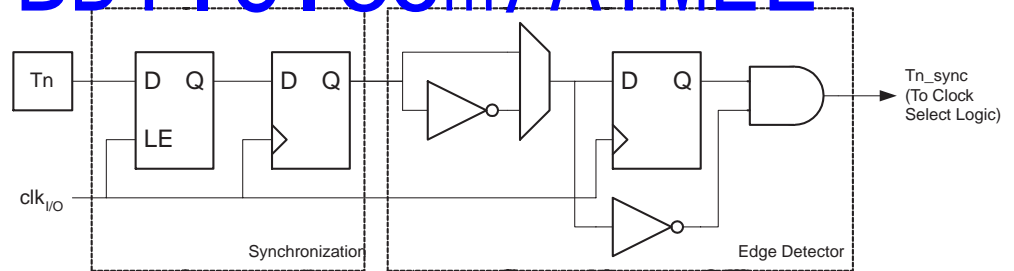 Tn
D Q
LE
D Q
D Q
Tn_sync
(To Clock
Select Logic)
clkI/O
Synchronization
Edge Detector